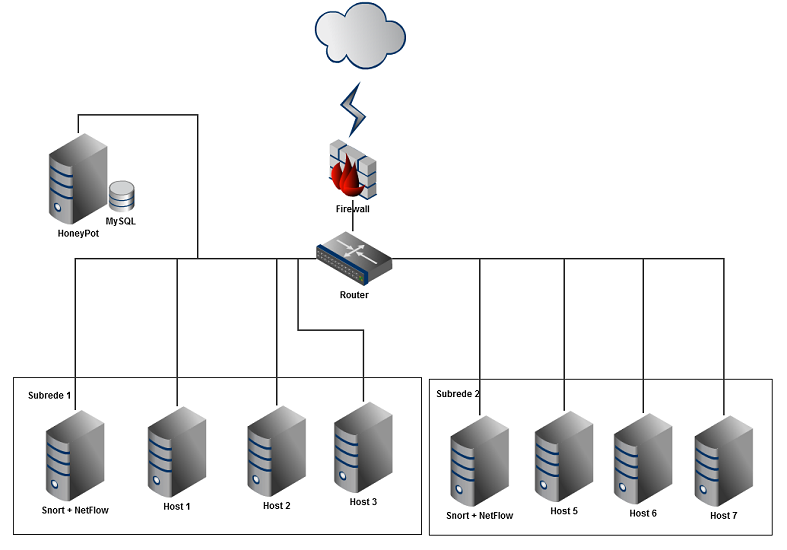 Firewall
MySQL
HoneyPot
Router
Subrede 1
Subrede 2
Snort + NetFlow
Host 1
Host 2
Host 3
Snort + NetFlow
Host 5
Host 6
Host 7